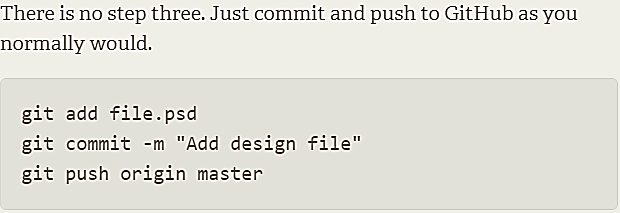 There is no step three. Just commit and push to GitHub as you
normally would.
git add file.psd
git commit -m "Add design file"
git push origin master